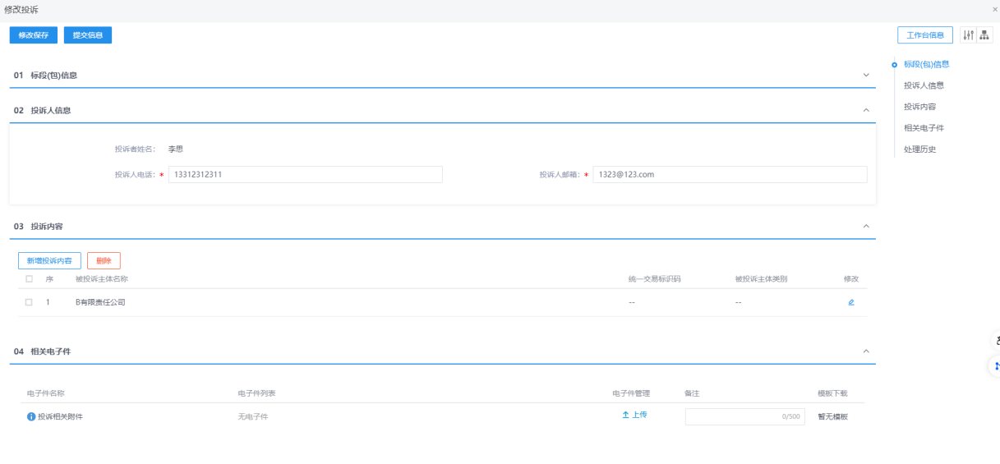 修改投诉
修改保存 提交信息 工作台信息
01 标段(包)信息
标段(包)信息
投诉人信息
投诉内容
相关电子件
处理历史
02 投诉人信息
投诉者姓名: 李思
投诉人电话: * 13312312311 投诉人邮箱: * 1323@123.com
03 投诉内容
新增投诉内容 删除
序 被投诉主体名称 统一交易标识码 被投诉主体类别 修改
1 B有限责任公司 -- --
04 相关电子件
电子件名称 电子件列表 电子件管理 备注 模板下载
投诉相关附件 无电子件 上传 0/500 暂无模板